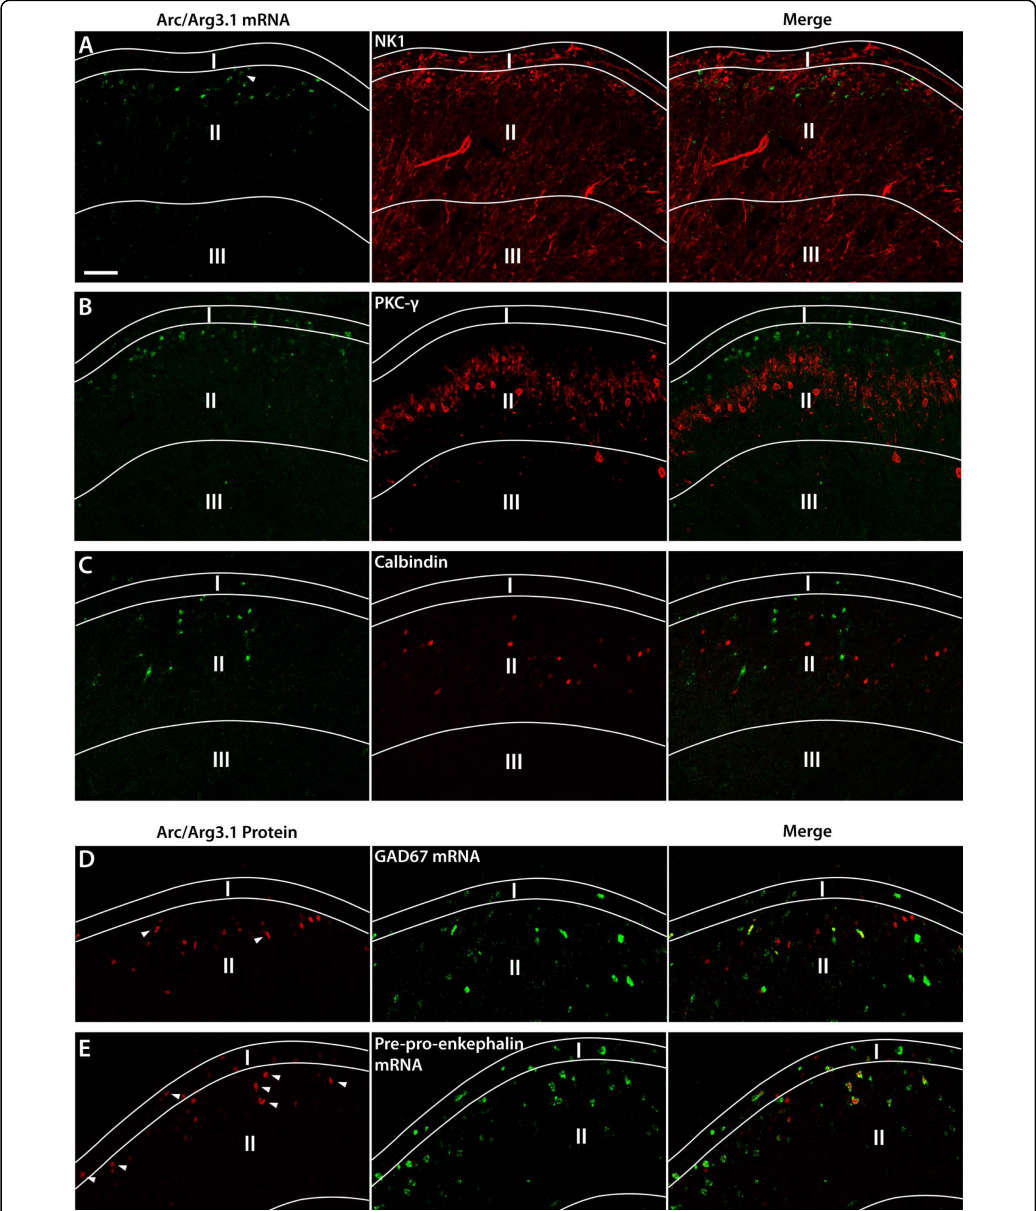 Arc/Arg3.1 mRNA
Merge
A
NK1
I
I
I
II
II
II
III
III
III
B
PKC-γ
I
I
I
II
II
II
III
III
III
C
Calbindin
I
I
I
II
II
II
III
III
III
Arc/Arg3.1 Protein
Merge
D
GAD67 mRNA
I
I
I
II
II
II
E
Pre-pro-enkephalin
mRNA
I
I
I
II
II
II